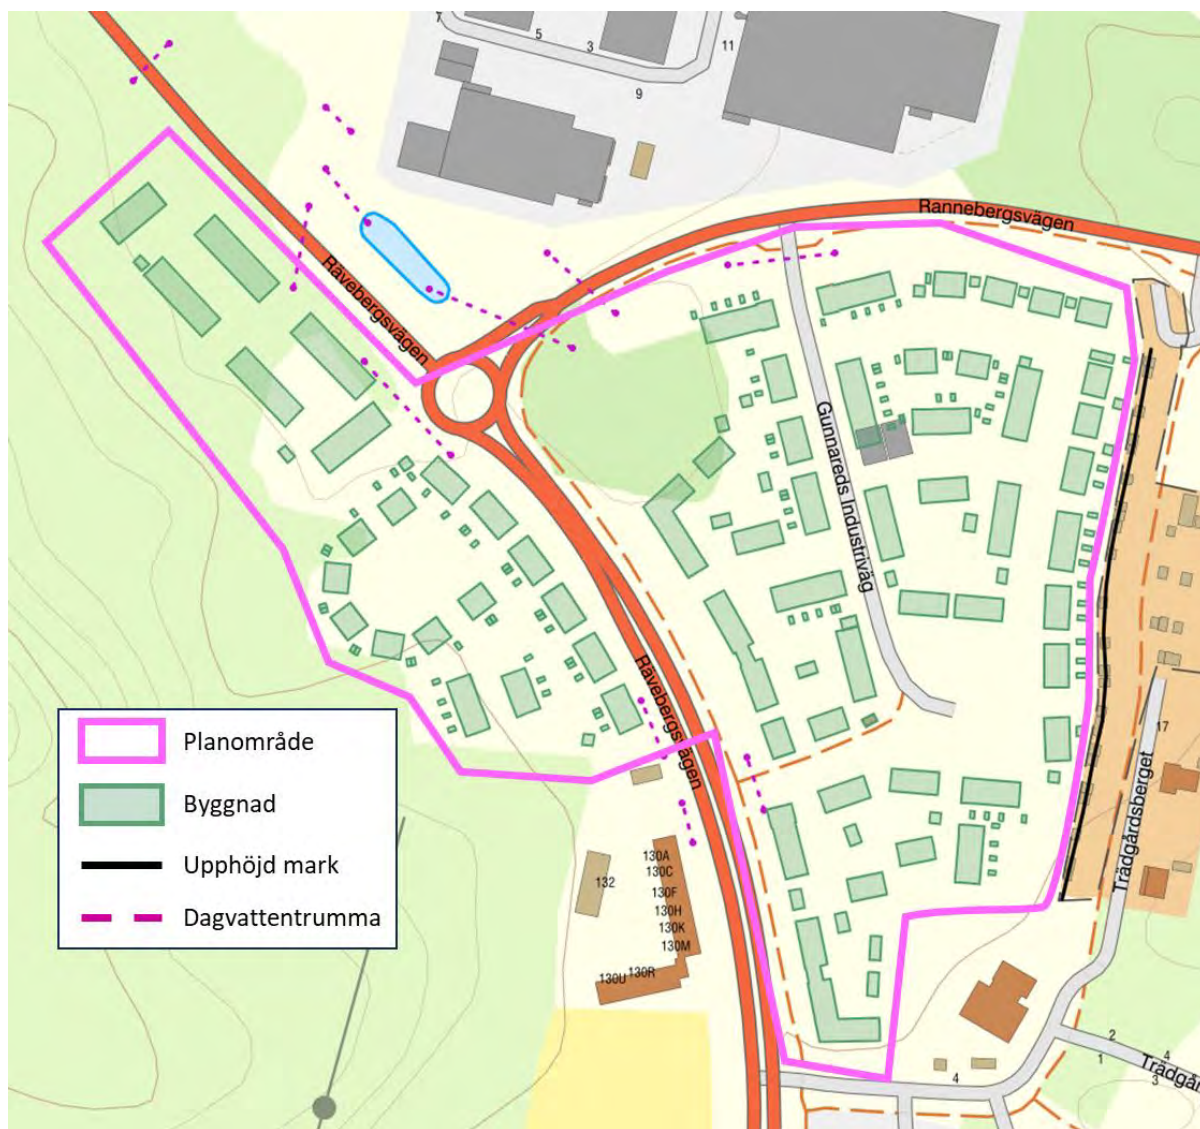 7
5
3
11
9
Rannebergsvägen
Rävebergsvägen
Gunnareds Industriväg
Rävebergsvägen
17
Trädgårdsberget
Planområde
Byggnad
Upphöjd mark
Dagvattentrumma
130A
130C
132
130F
130H
130K
130M
130R
130U
2
1
4
Trädgår
3
4